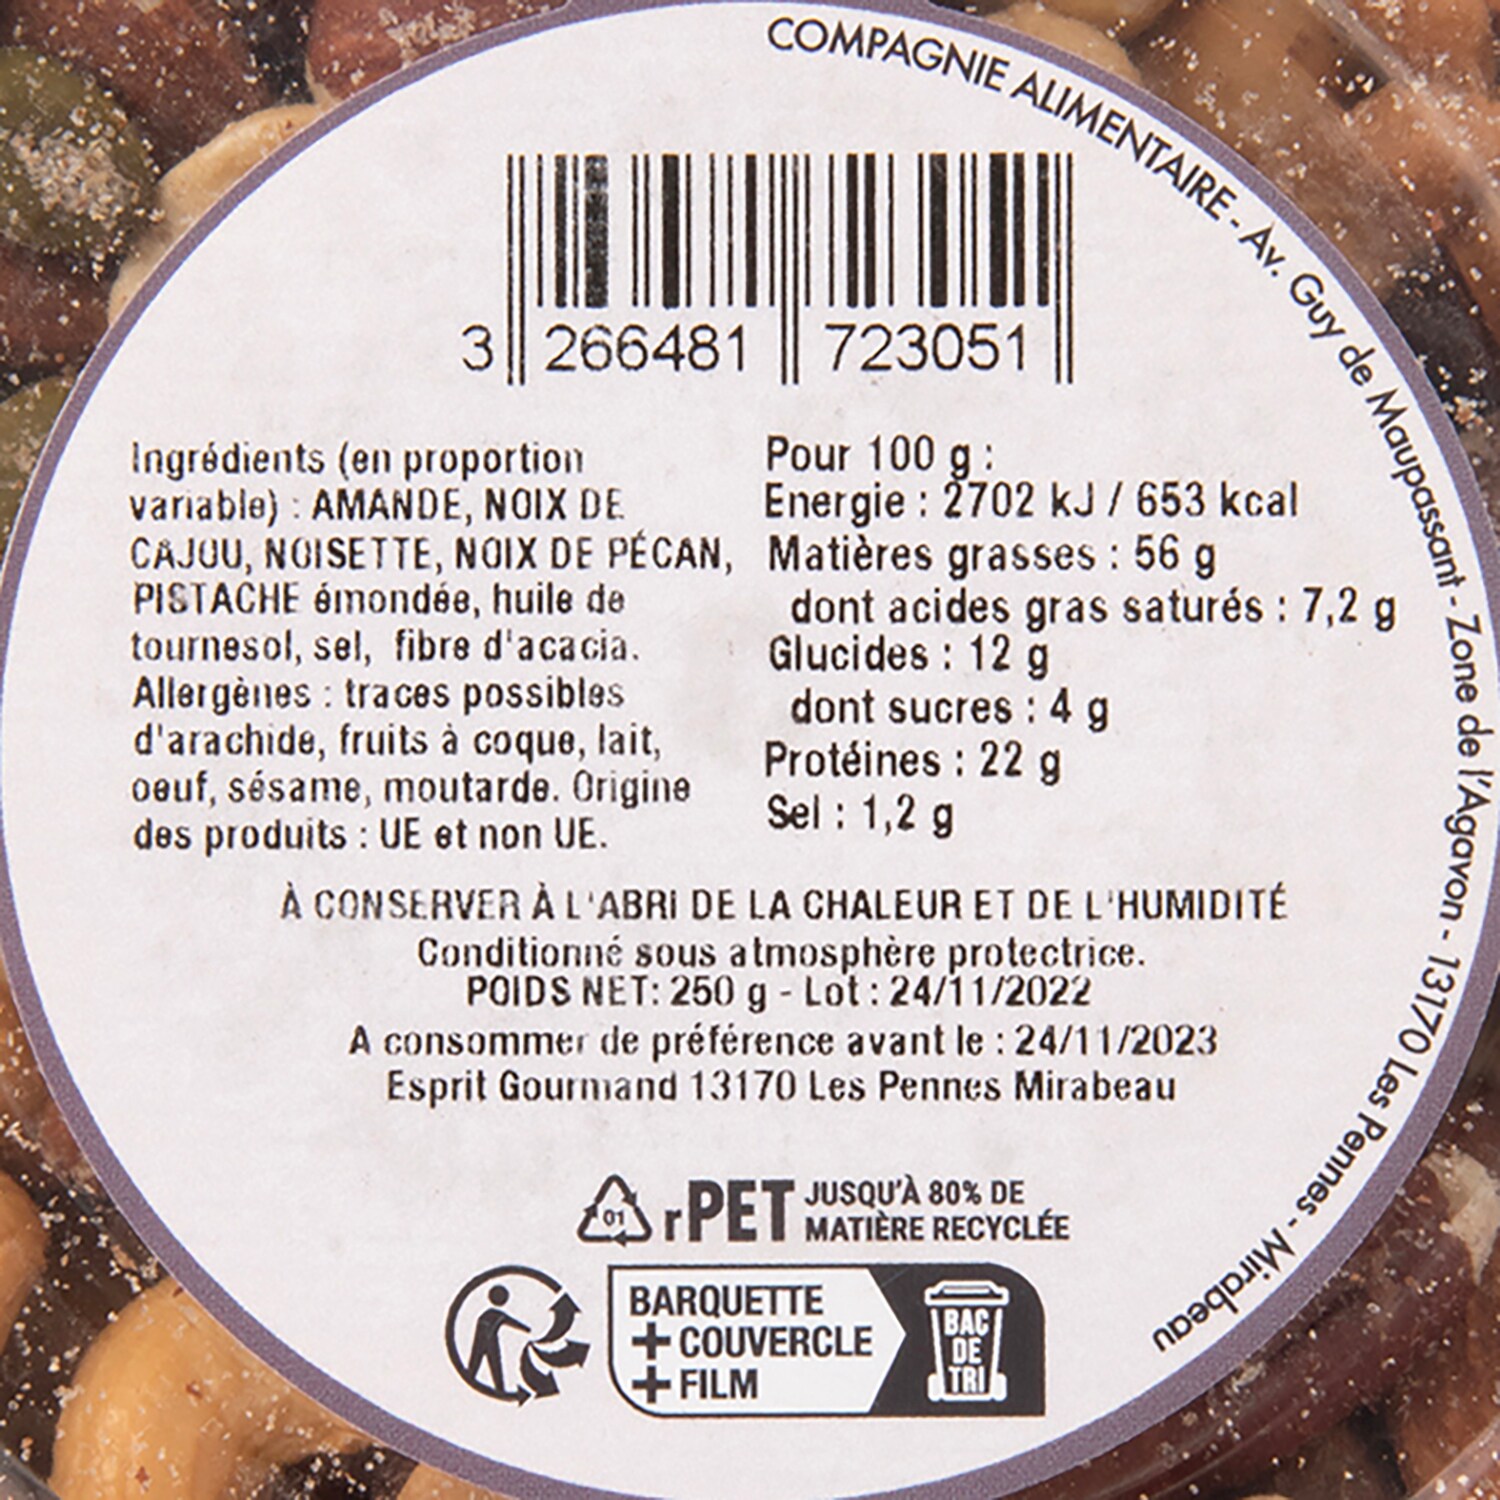 COMPAGNIE ALIMENTAIRE - Av. Guy de Maupassant - Zone de l'Agavon - 13170 Les Pennes - Mirabeau
3 266481 723051
Ingrédients (en proportion
variable) : AMANDE, NOIX DE
CAJOU, NOISETTE, NOIX DE PÉCAN,
PISTACHE émondée, huile de
tournesol, sel, fibre d'acacia.
Allergènes : traces possibles
d'arachide, fruits à coque, lait,
oeuf, sésame, moutarde. Origine
des produits : UE et non UE.
Pour 100 g :
Energie : 2702 kJ / 653 kcal
Matières grasses : 56 g
dont acides gras saturés : 7,2 g
Glucides : 12 g
dont sucres : 4 g
Protéines : 22 g
Sel : 1,2 g
À CONSERVER À L'ABRI DE LA CHALEUR ET DE L'HUMIDITÉ
Conditionné sous atmosphère protectrice.
POIDS NET: 250 g - Lot : 24/11/2022
A consommer de préférence avant le : 24/11/2023
Esprit Gourmand 13170 Les Pennes Mirabeau
01 rPET JUSQU'À 80% DE
MATIÈRE RECYCLÉE
BARQUETTE
+ COUVERCLE
+ FILM
BAC
DE
TRI